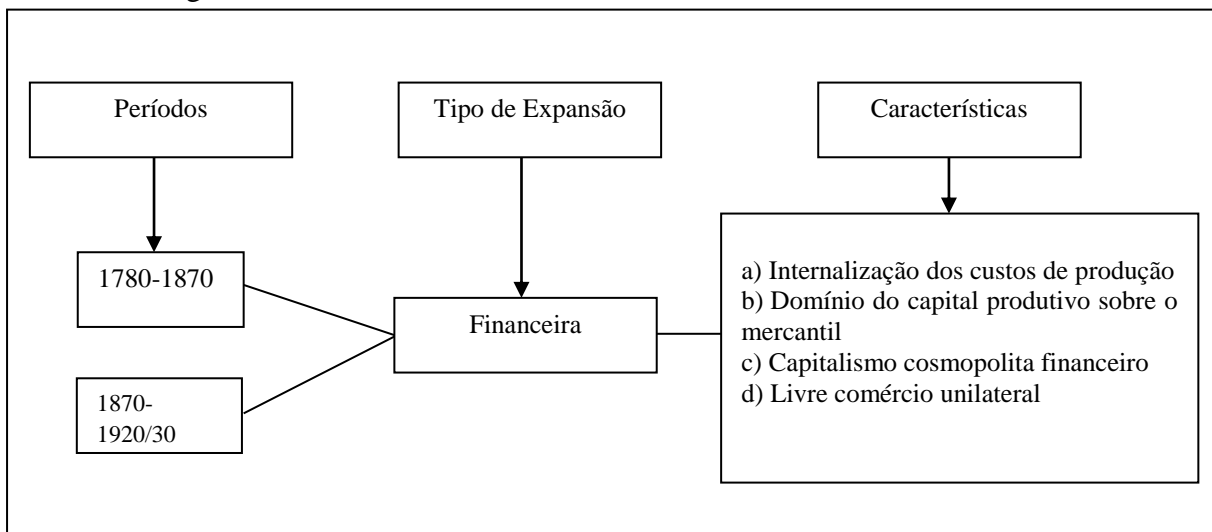 Períodos
Tipo de Expansão
Características
1780-1870
1870-
1920/30
Financeira
a) Internalização dos custos de produção
b) Domínio do capital produtivo sobre o
mercantil
c) Capitalismo cosmopolita financeiro
d) Livre comércio unilateral